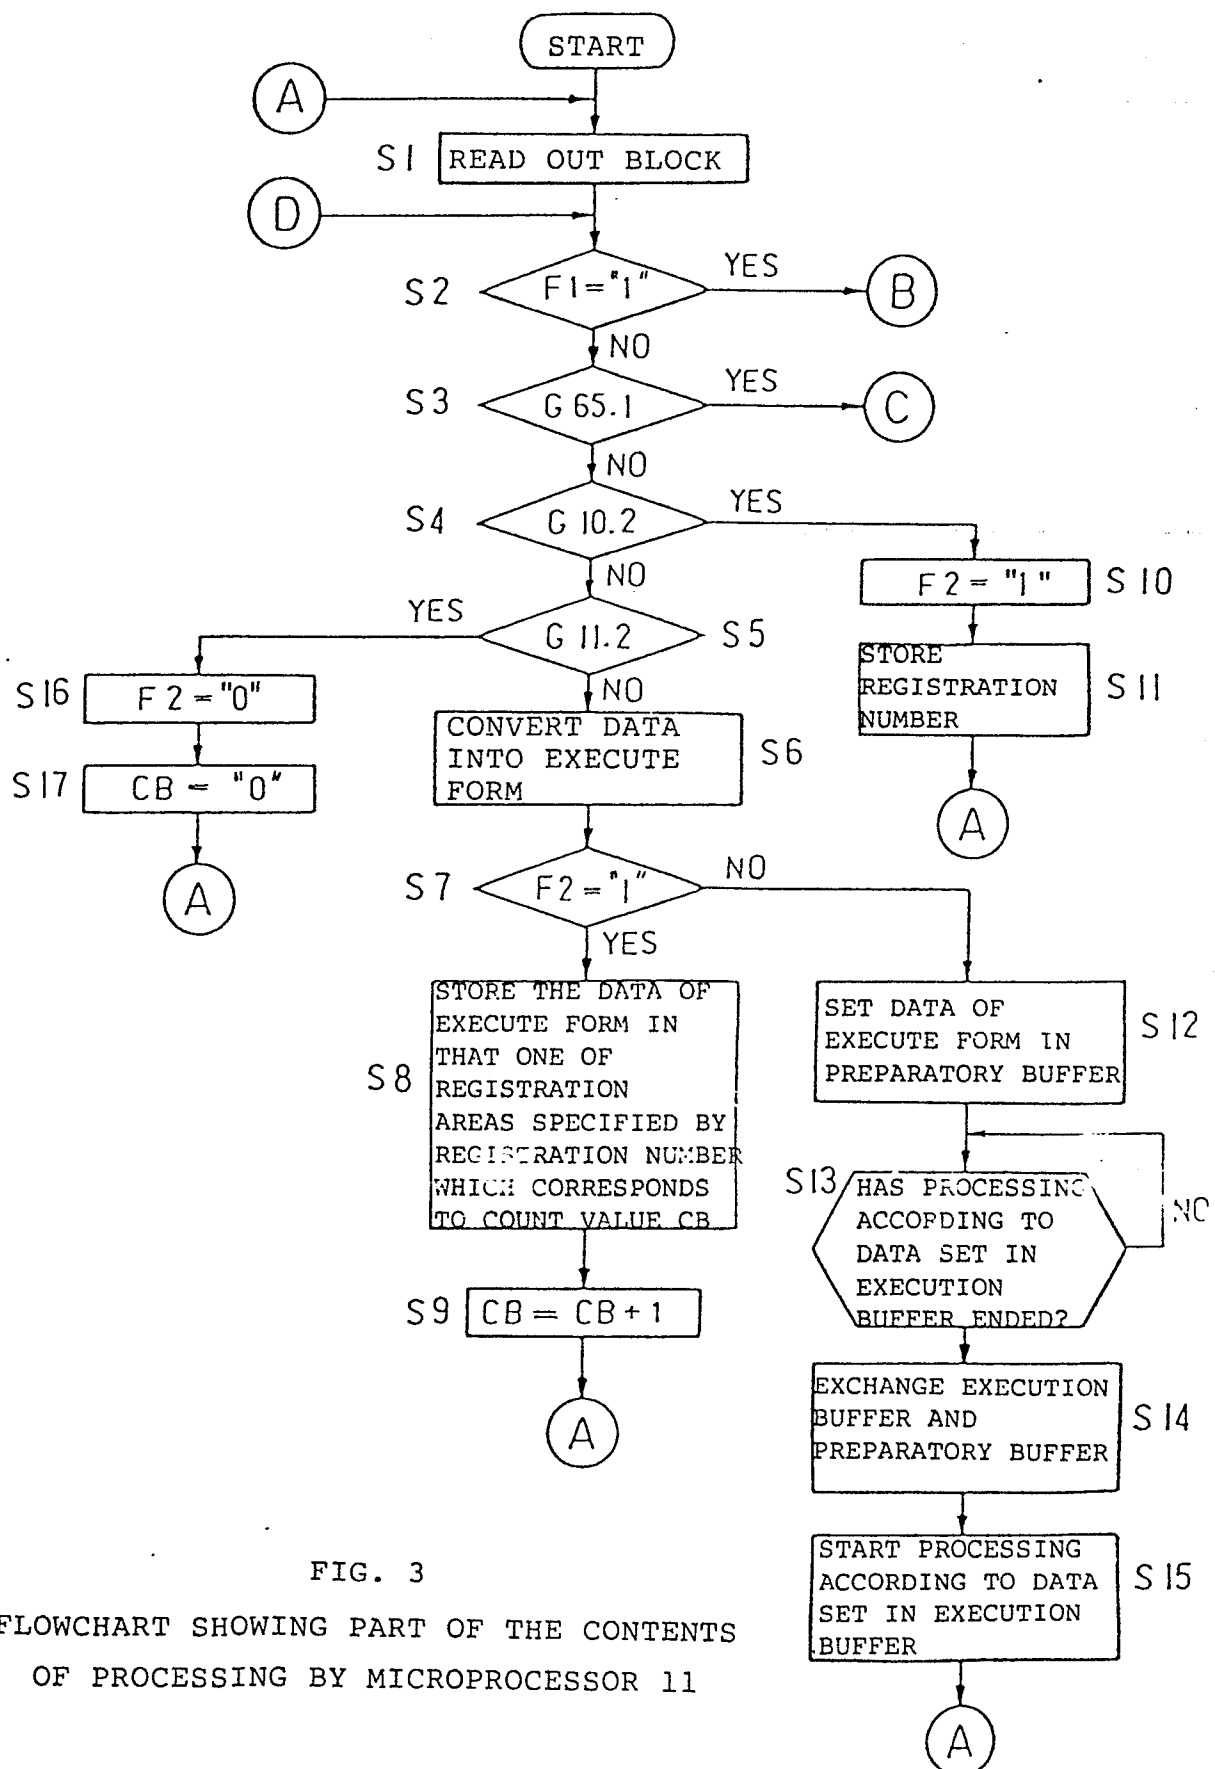 START
A
S1 READ OUT BLOCK
D
S2 F1="1" YES B
NO
S3 G65.1 YES C
NO
S4 G10.2 YES
NO
F2="1" S10
YES G11.2 S5
STORE
REGISTRATION
NUMBER
S11
A
NO
S16 F2="0"
S17 CB="0"
A
CONVERT DATA
INTO EXECUTE
FORM
S6
S7 F2="1" NO
YES
S8
STORE THE DATA OF
EXECUTE FORM IN
THAT ONE OF
REGISTRATION
AREAS SPECIFIED BY
REGISTRATION NUMBER
WHICH CORRESPONDS
TO COUNT VALUE CB
S9 CB=CB+1
A
SET DATA OF
EXECUTE FORM IN
PREPARATORY BUFFER
S12
S13
HAS PROCESSING
ACCORDING TO
DATA SET IN
EXECUTION
BUFFER ENDED?
NO
EXCHANGE EXECUTION
BUFFER AND
PREPARATORY BUFFER
S14
START PROCESSING
ACCORDING TO DATA
SET IN EXECUTION
BUFFER
S15
A
FIG. 3
FLOWCHART SHOWING PART OF THE CONTENTS
OF PROCESSING BY MICROPROCESSOR 11